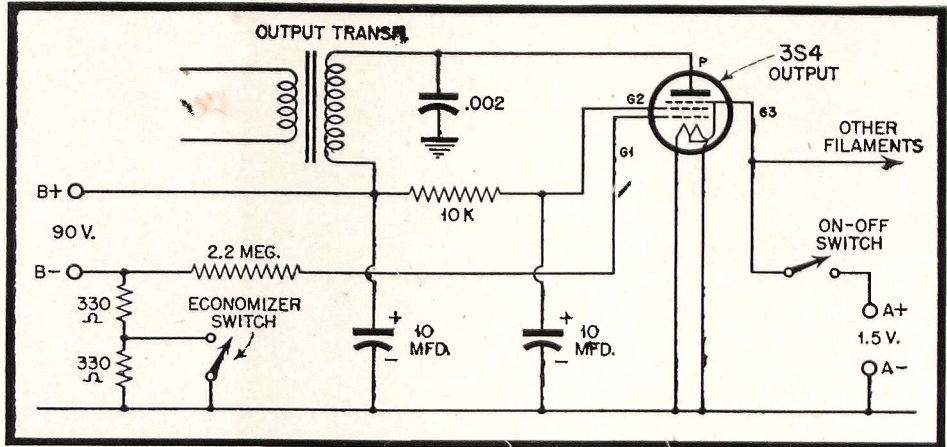 OUTPUT TRANSF.
3S4
OUTPUT
P
.002
G2
G3
G1
OTHER
FILAMENTS
B+
10 K
90 V.
ON-OFF
SWITCH
2.2 MEG.
B-
330
Ω
ECONOMIZER
SWITCH
A+
+
10
MFD.
-
+
10
MFD.
-
1.5 V.
330
Ω
A-